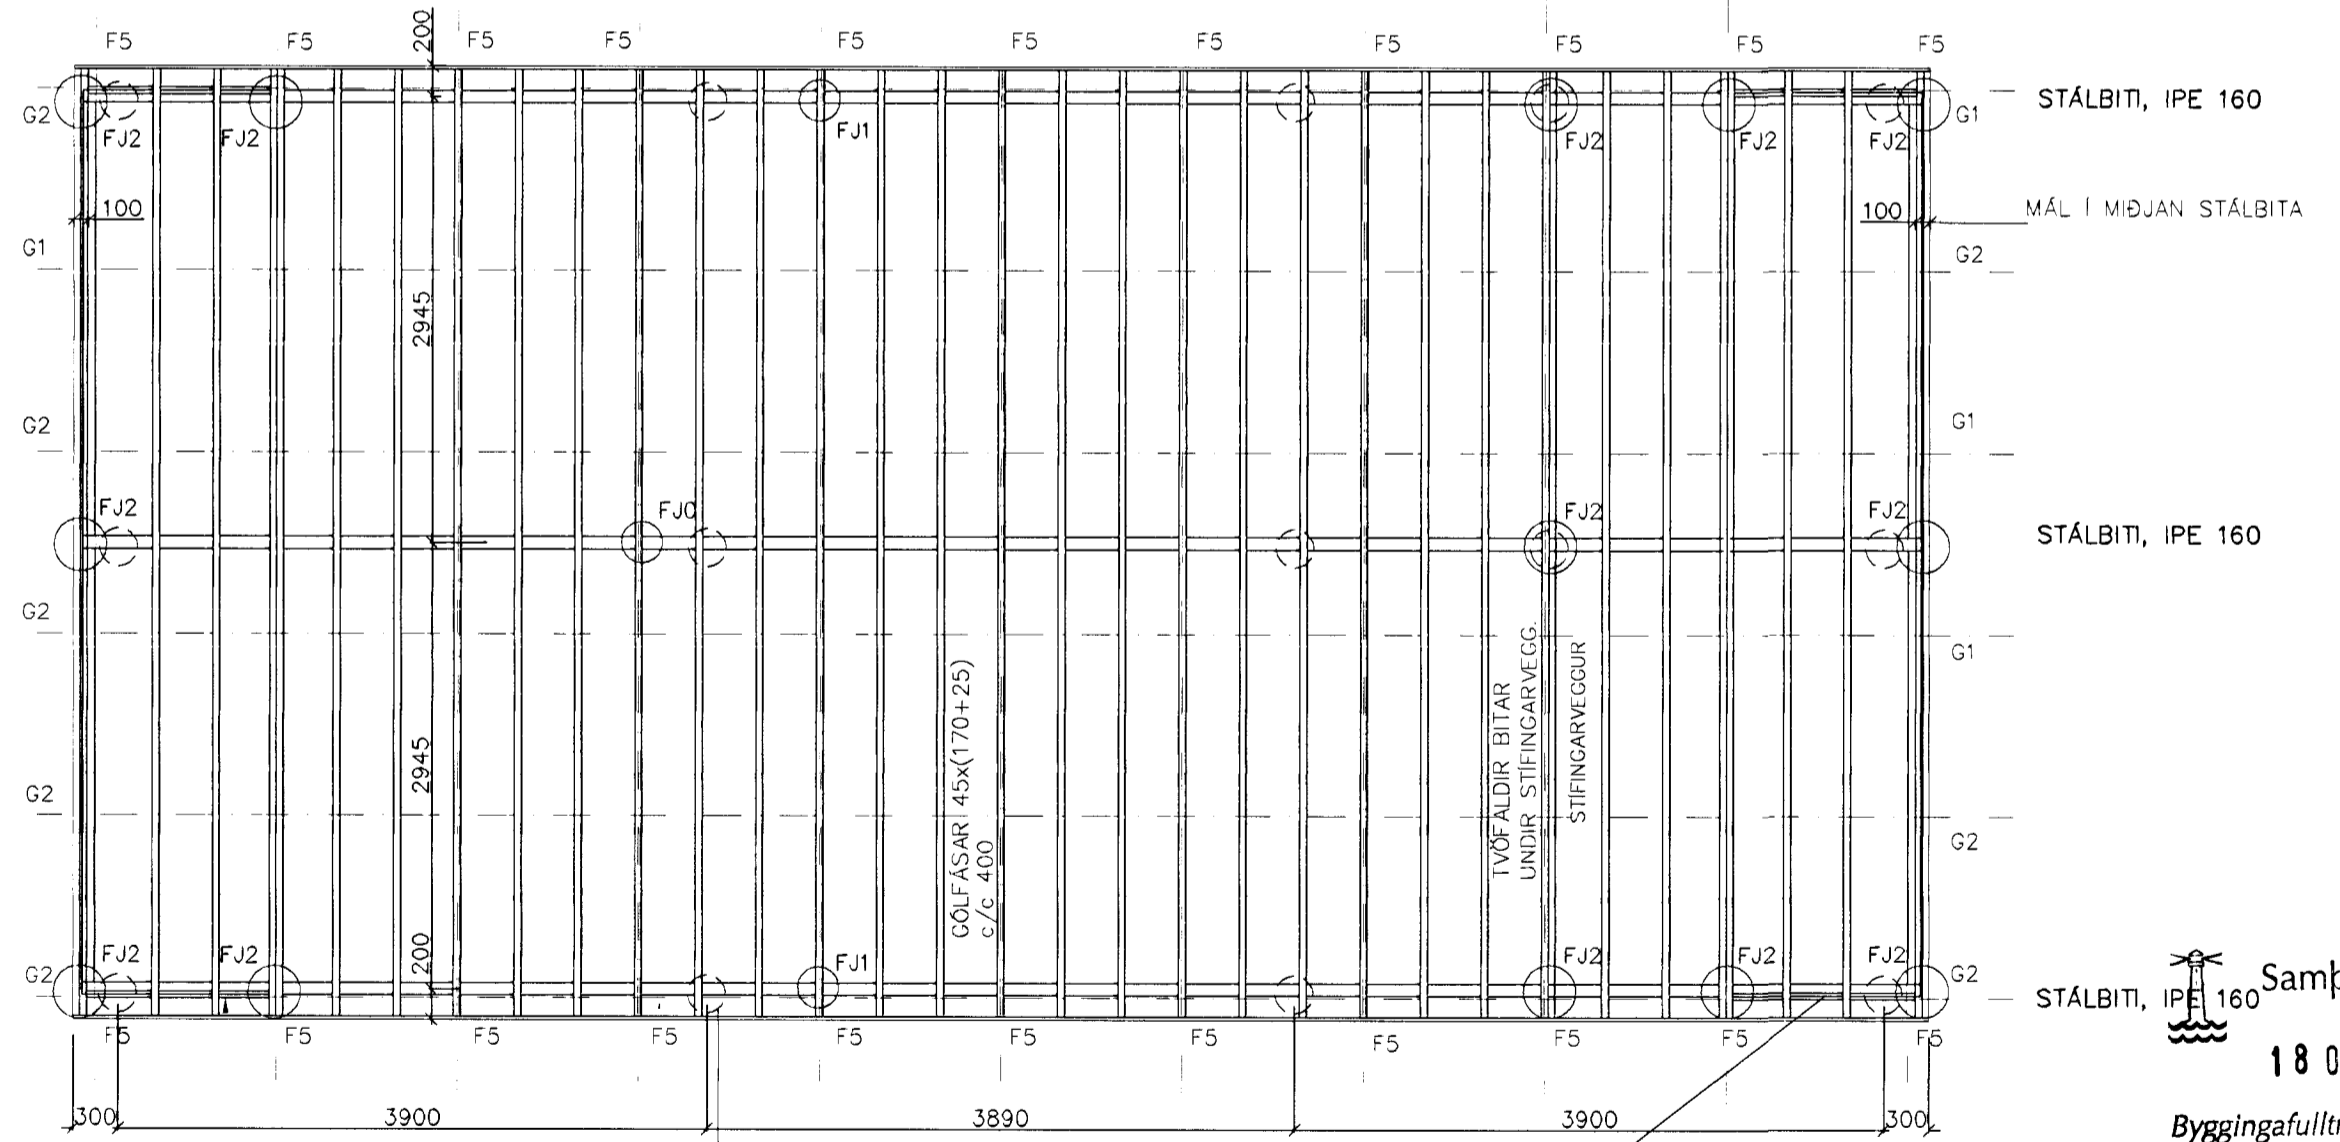 200
F5 F5 F5 F5 F5 F5 F5 F5 F5 F5 F5
G2 G1 STÁLBITI, IPE 160
FJ2 FJ2 FJ1 FJ2 FJ2 FJ2
100 100 MÁL Í MIÐJAN STÁLBITA
G1 G2
2945
G2 G1
FJ2 FJ0 FJ2 FJ2
STÁLBITI, IPE 160
G2 G1
GÓLFÁSAR 45x(170+25)
c/c 400
TVÖFALDIR BITAR
UNDIR STÍFINGARVEGG.
STÍFINGARVEGGUR
2945
G2 G2
200
FJ2 FJ2 FJ1 FJ2 FJ2 FJ2
G2 G2
STÁLBITI, IPE 160
Samþ
F5 F5 F5 F5 F5 F5 F5 F5 F5 F5 F5
18 0
300 3900 3890 3900 300
Byggingafulltr